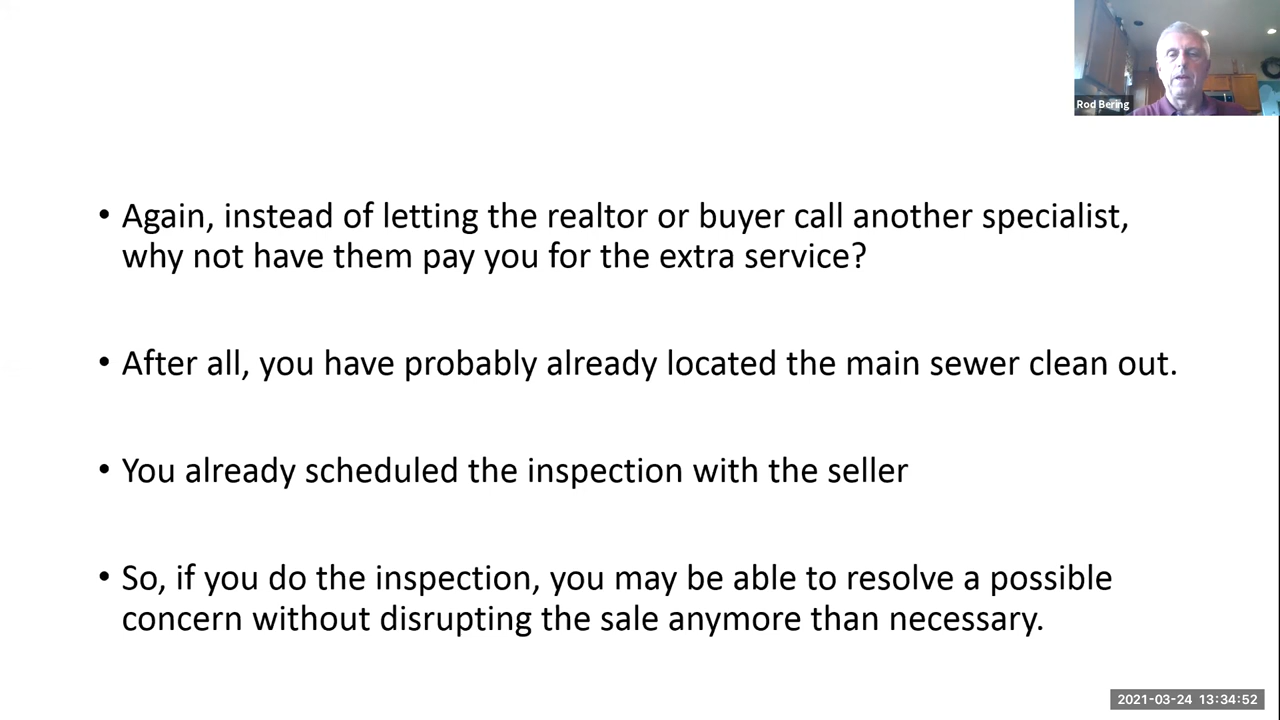 Rod Bering
• Again, instead of letting the realtor or buyer call another specialist,
why not have them pay you for the extra service?
• After all, you have probably already located the main sewer clean out.
• You already scheduled the inspection with the seller
• So, if you do the inspection, you may be able to resolve a possible
concern without disrupting the sale anymore than necessary.
2021-03-24 13:34:52